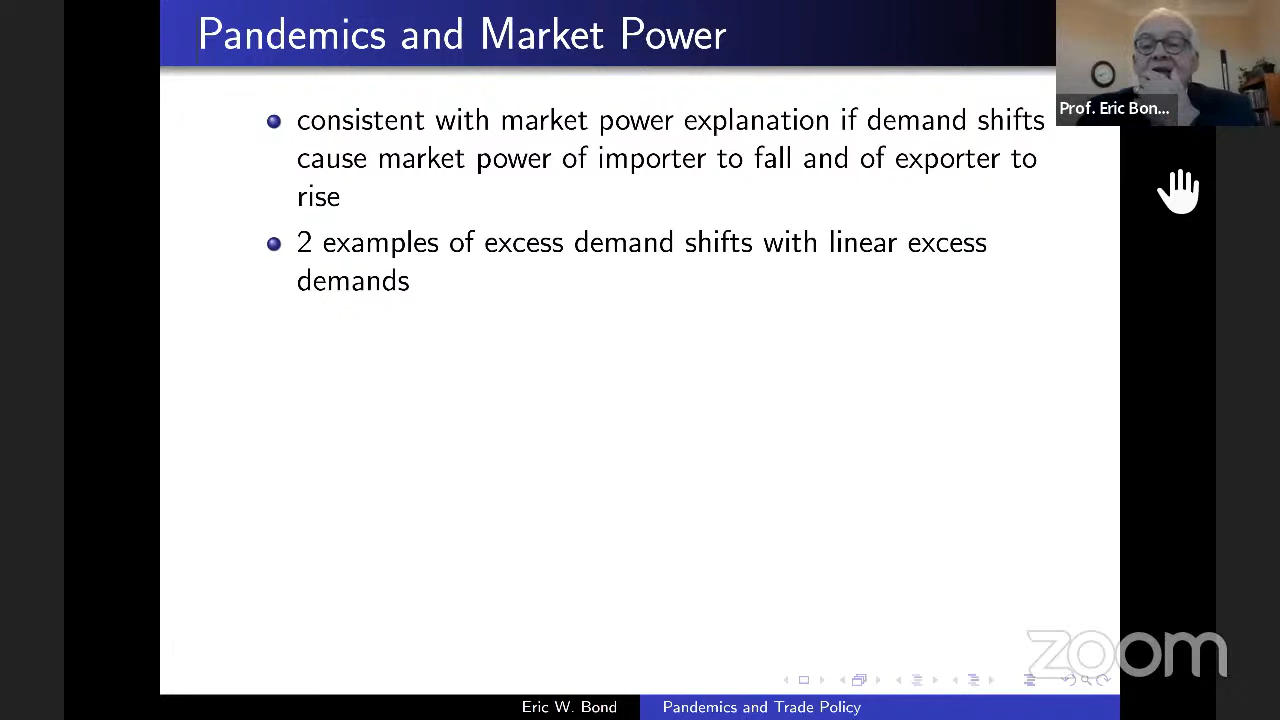 Pandemics and Market Power
Prof. Eric Bon...
consistent with market power explanation if demand shifts
cause market power of importer to fall and of exporter to
rise
2 examples of excess demand shifts with linear excess
demands
zoom
Eric W. Bond
Pandemics and Trade Policy